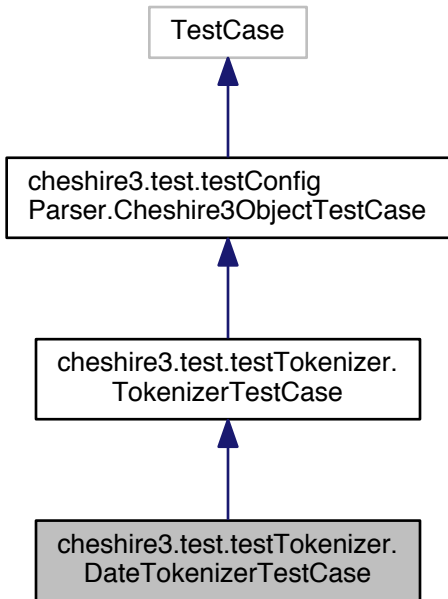 TestCase
cheshire3.test.testConfig
Parser.Cheshire3ObjectTestCase
cheshire3.test.testTokenizer.
TokenizerTestCase
cheshire3.test.testTokenizer.
DateTokenizerTestCase